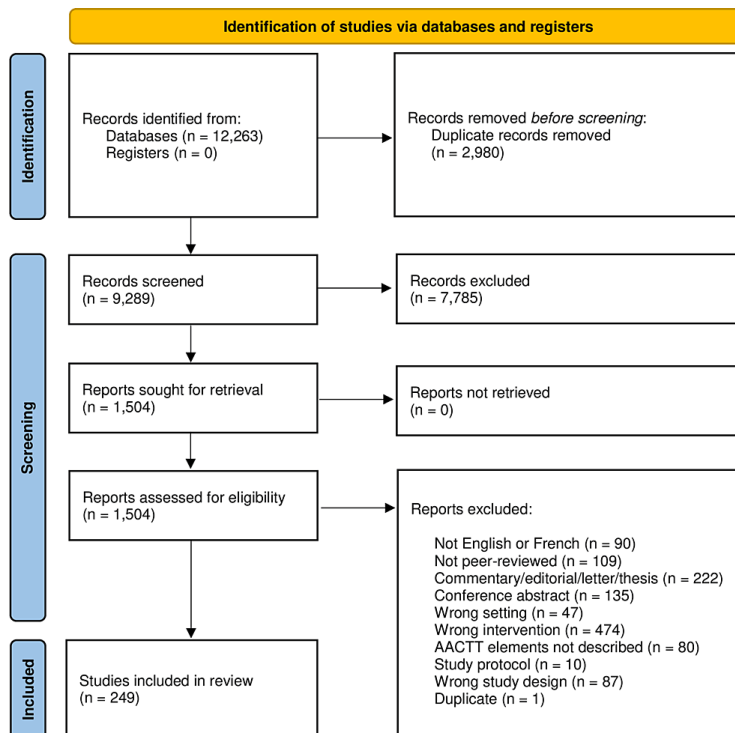 Identification of studies via databases and registers
Identification
Records identified from:
Databases (n = 12,263)
Registers (n = 0)
Records removed before screening:
Duplicate records removed
(n = 2,980)
Screening
Records screened
(n = 9,289)
Records excluded
(n = 7,785)
Reports sought for retrieval
(n = 1,504)
Reports not retrieved
(n = 0)
Reports assessed for eligibility
(n = 1,504)
Reports excluded:
Not English or French (n = 90)
Not peer-reviewed (n = 109)
Commentary/editorial/letter/thesis (n = 222)
Conference abstract (n = 135)
Wrong setting (n = 47)
Wrong intervention (n = 474)
AACTT elements not described (n = 80)
Study protocol (n = 10)
Wrong study design (n = 87)
Duplicate (n = 1)
Included
Studies included in review
(n = 249)